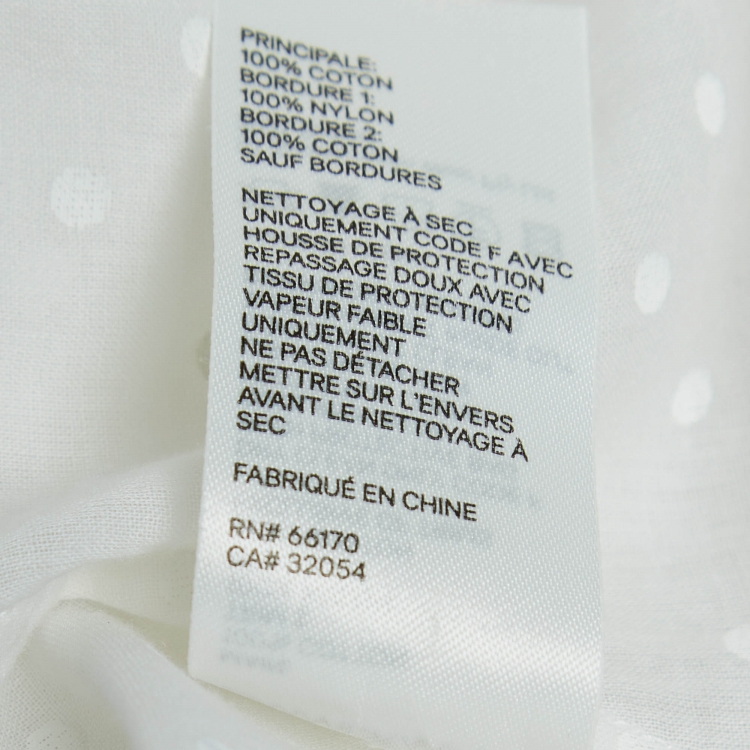 PRINCIPALE:
100% COTON
BORDURE 1:
100% NYLON
BORDURE 2:
100% COTON
SAUF BORDURES
NETTOYAGE À SEC
UNIQUEMENT CODE F AVEC
HOUSSE DE PROTECTION
REPASSAGE DOUX AVEC
TISSU DE PROTECTION
VAPEUR FAIBLE
UNIQUEMENT
NE PAS DÉTACHER
METTRE SUR L'ENVERS
AVANT LE NETTOYAGE À
SEC
FABRIQUÉ EN CHINE
RN# 66170
CA# 32054